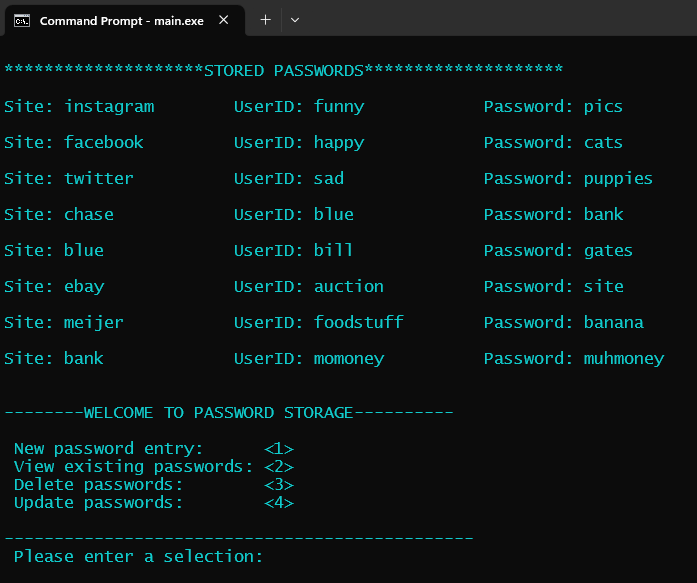 Command Prompt - main.exe
********************STORED PASSWORDS********************
Site: instagram        UserID: funny            Password: pics
Site: facebook         UserID: happy            Password: cats
Site: twitter          UserID: sad              Password: puppies
Site: chase            UserID: blue             Password: bank
Site: blue             UserID: bill             Password: gates
Site: ebay             UserID: auction          Password: site
Site: meijer           UserID: foodstuff        Password: banana
Site: bank             UserID: momoney          Password: muhmoney
--------WELCOME TO PASSWORD STORAGE----------
New password entry:      <1>
View existing passwords: <2>
Delete passwords:        <3>
Update passwords:        <4>
-----------------------------------------------
Please enter a selection: